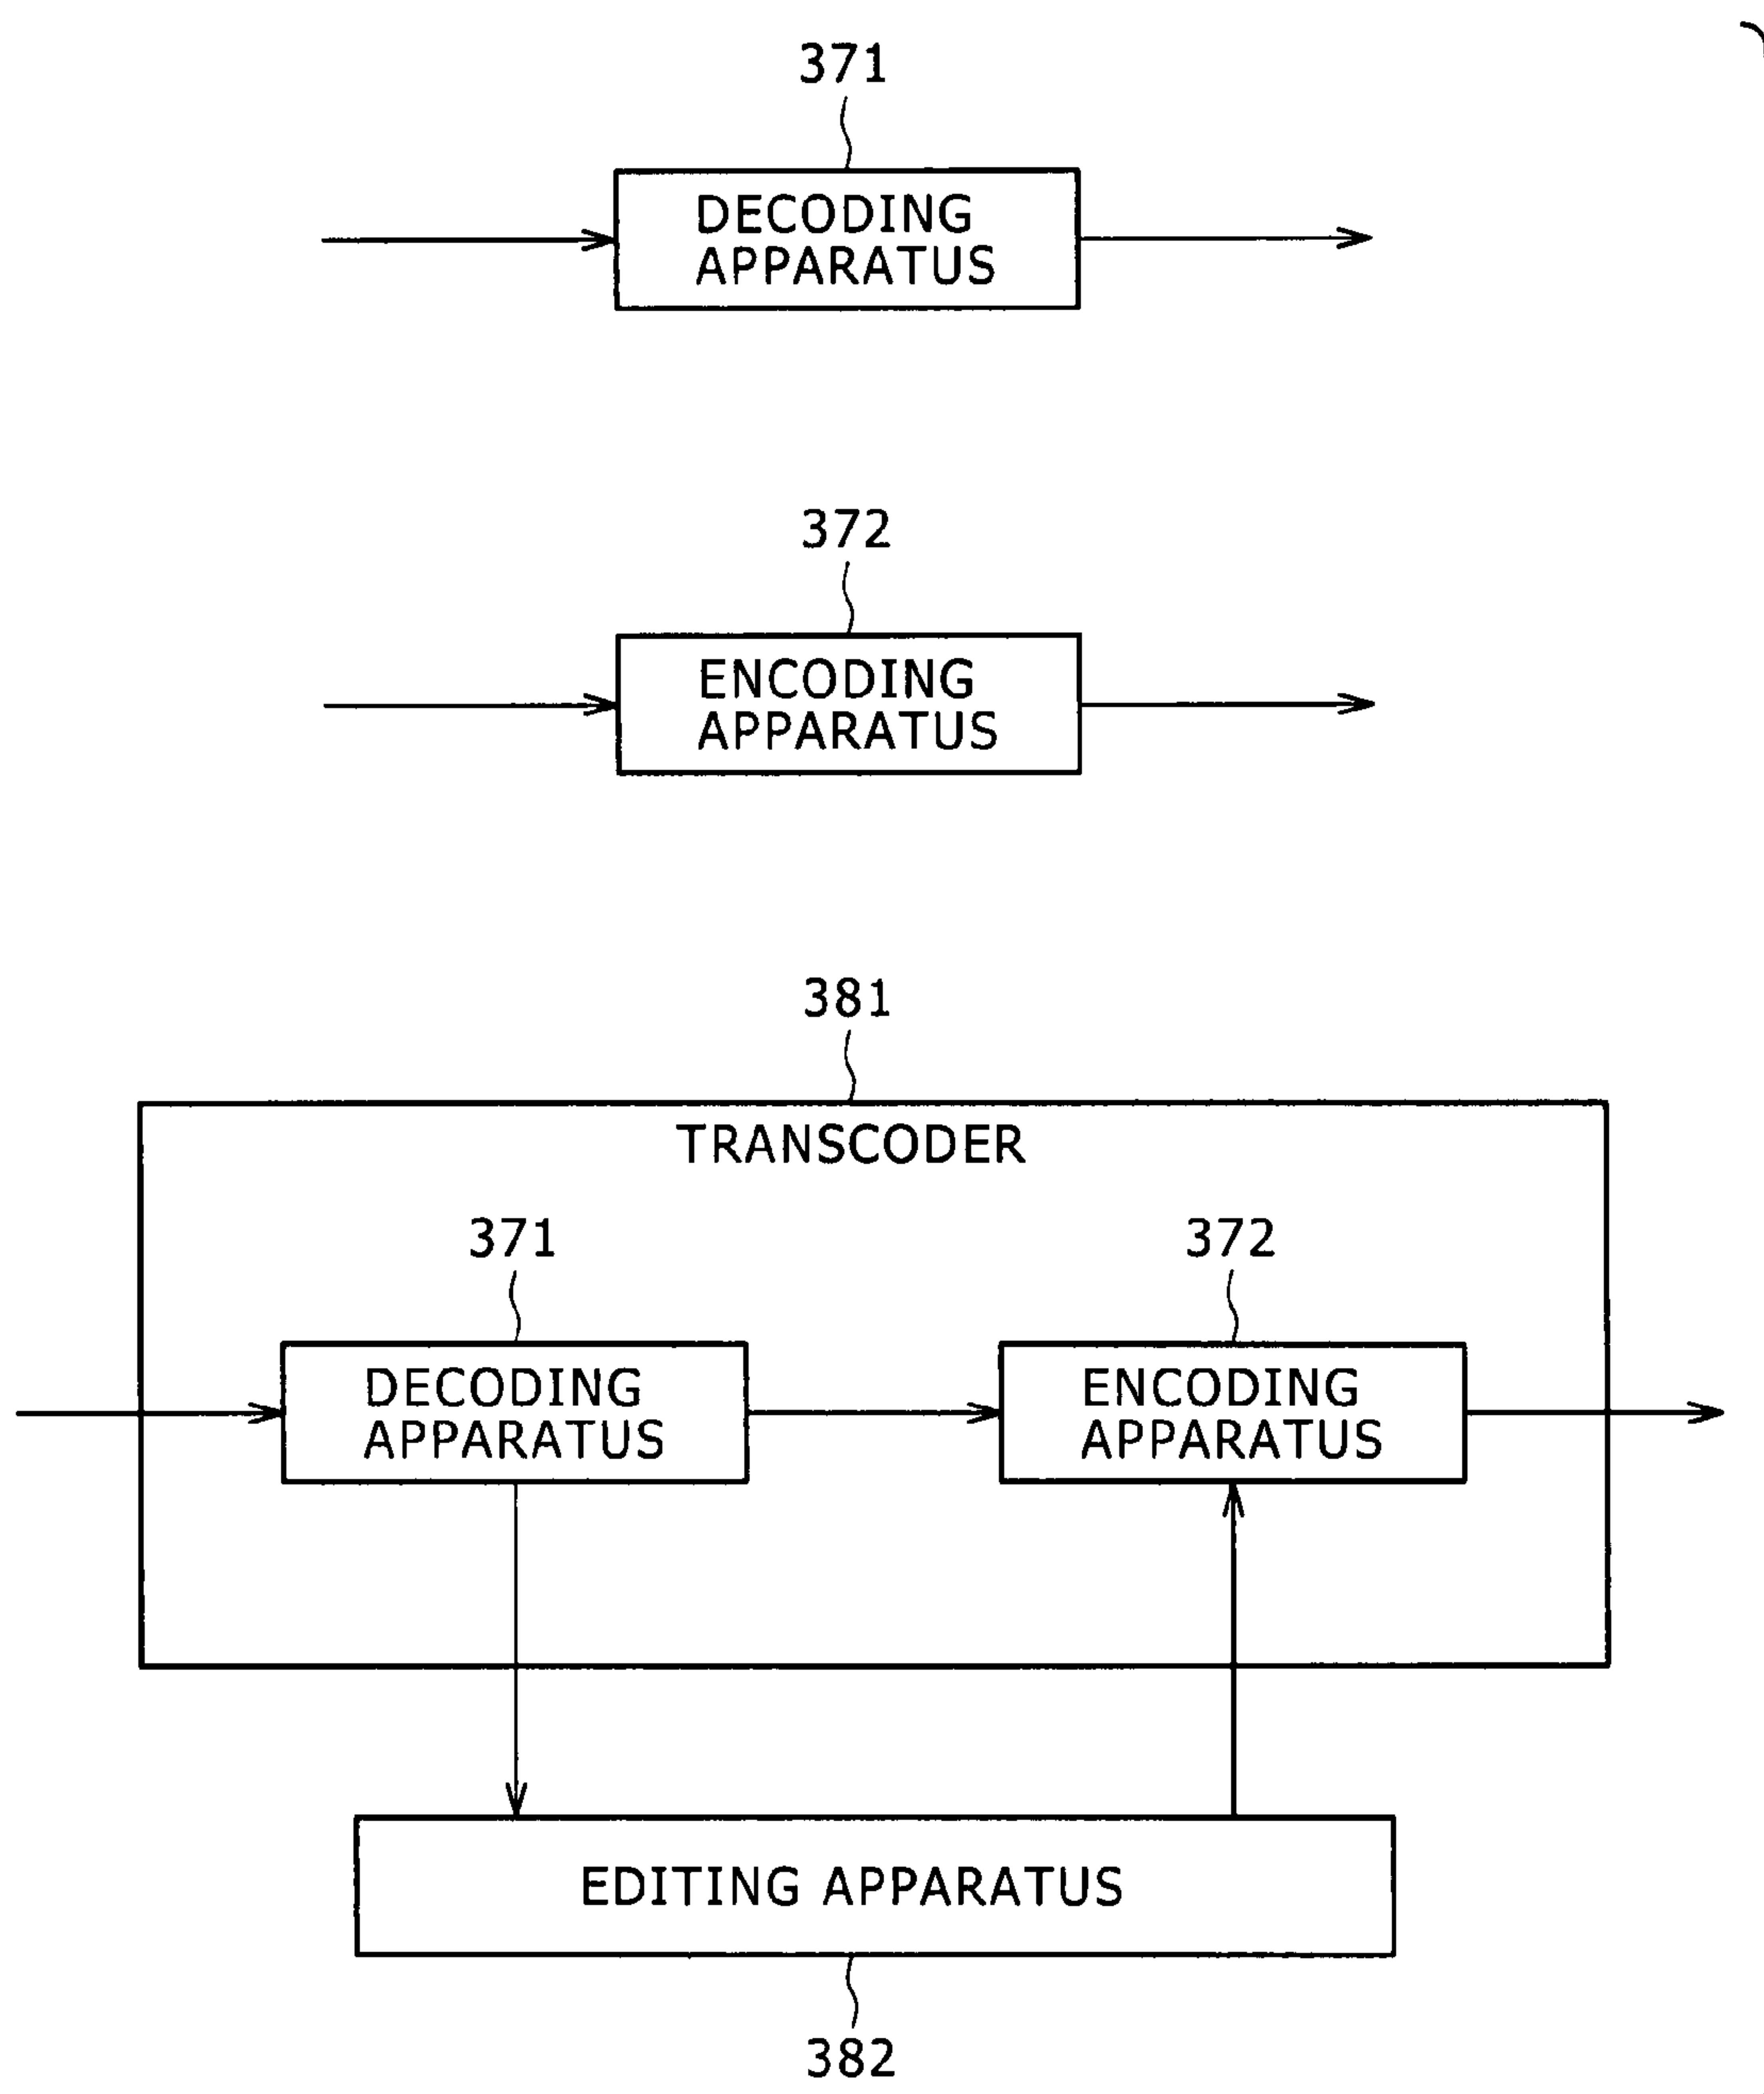 371
DECODING
APPARATUS
372
ENCODING
APPARATUS
381
TRANSCODER
371
DECODING
APPARATUS
372
ENCODING
APPARATUS
EDITING APPARATUS
382